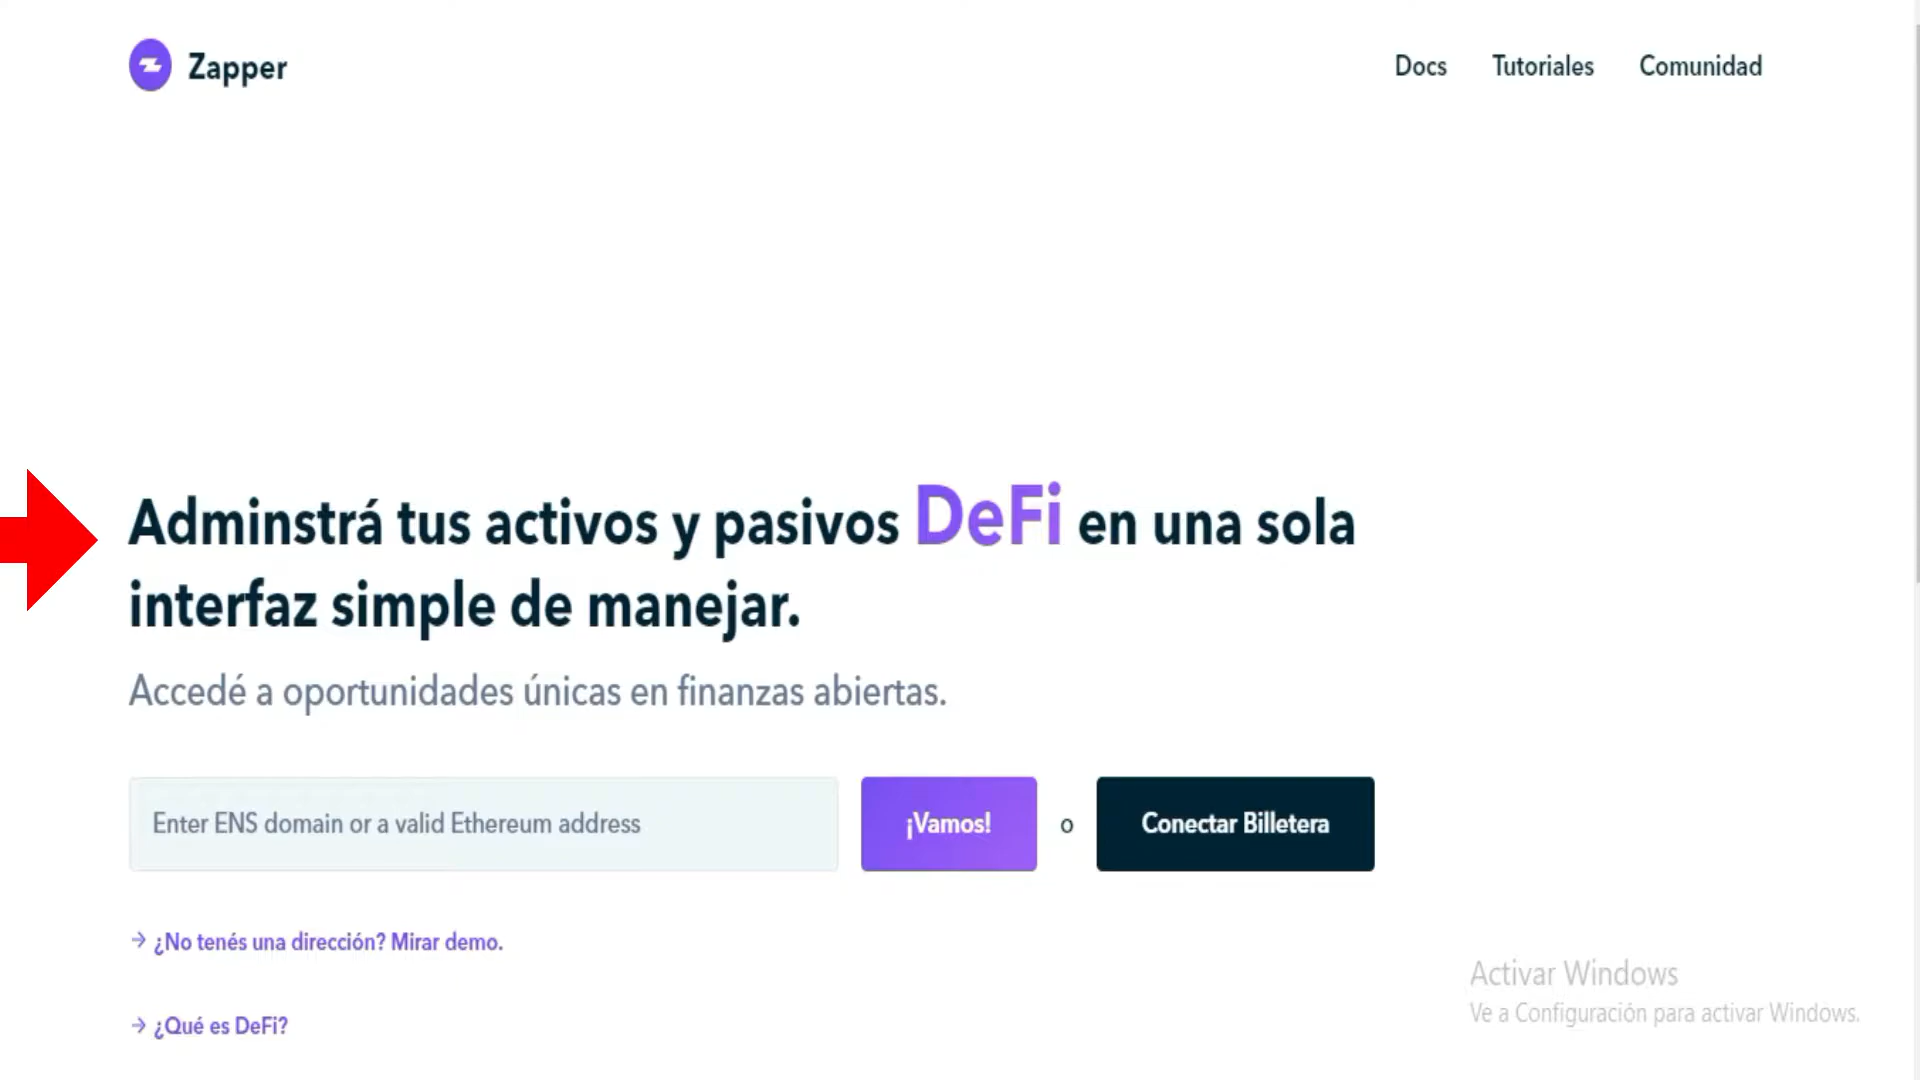 Zapper
Docs Tutoriales Comunidad
Adminstrá tus activos y pasivos DeFi en una sola
interfaz simple de manejar.
Accedé a oportunidades únicas en finanzas abiertas.
Enter ENS domain or a valid Ethereum address
¡Vamos!
o
Conectar Billetera
→ ¿No tenés una dirección? Mirar demo.
→ ¿Qué es DeFi?
Activar Windows
Ve a Configuración para activar Windows.